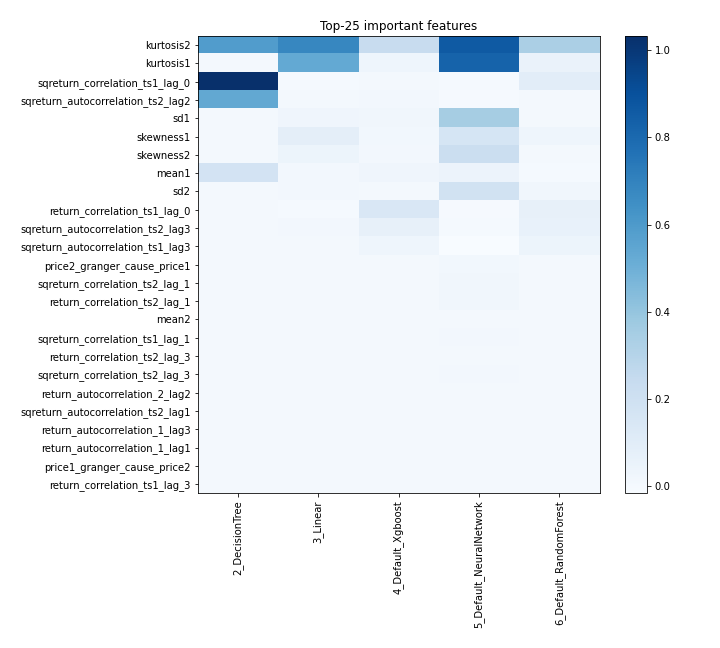 Top-25 important features
kurtosis2
kurtosis1
sqreturn_correlation_ts1_lag_0
sqreturn_autocorrelation_ts2_lag2
sd1
skewness1
skewness2
mean1
sd2
return_correlation_ts1_lag_0
sqreturn_autocorrelation_ts2_lag3
sqreturn_autocorrelation_ts1_lag3
price2_granger_cause_price1
sqreturn_correlation_ts2_lag_1
return_correlation_ts2_lag_1
mean2
sqreturn_correlation_ts1_lag_1
return_correlation_ts2_lag_3
sqreturn_correlation_ts2_lag_3
return_autocorrelation_2_lag2
sqreturn_autocorrelation_ts2_lag1
return_autocorrelation_1_lag3
return_autocorrelation_1_lag1
price1_granger_cause_price2
return_correlation_ts1_lag_3
2_DecisionTree
3_Linear
4_Default_Xgboost
5_Default_NeuralNetwork
6_Default_RandomForest
1.0
0.8
0.6
0.4
0.2
0.0